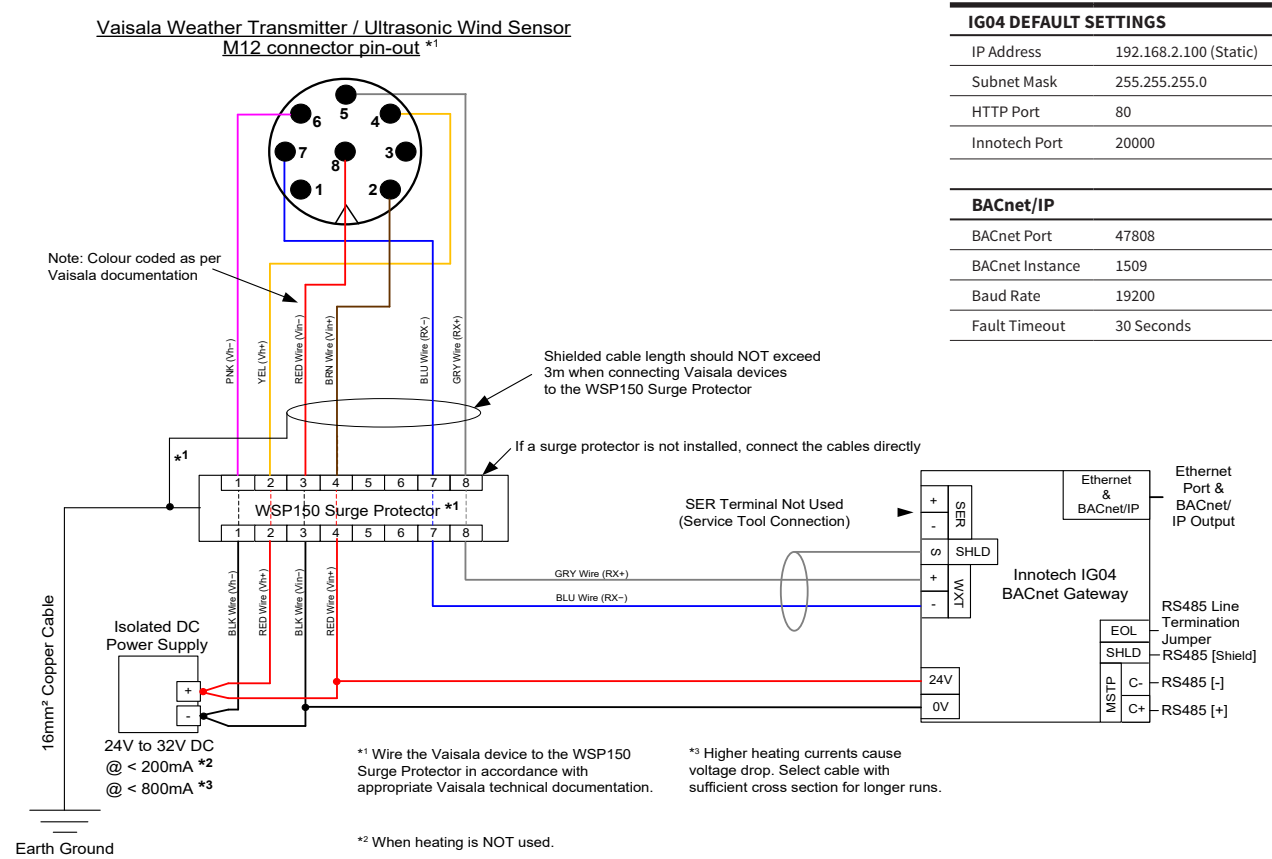 Vaisala Weather Transmitter / Ultrasonic Wind Sensor
M12 connector pin-out *1
5
6
4
7
8
3
1
2
Note: Colour coded as per
Vaisala documentation
PNK (Vh−)
YEL (Vh+)
RED Wire (Vin−)
BRN Wire (Vin+)
BLU Wire (RX−)
GRY Wire (RX+)
Shielded cable length should NOT exceed
3m when connecting Vaisala devices
to the WSP150 Surge Protector
If a surge protector is not installed, connect the cables directly
*1
1 2 3 4 5 6 7 8
WSP150 Surge Protector *1
1 2 3 4 5 6 7 8
BLK Wire (Vh−)
RED Wire (Vh+)
BLK Wire (Vin−)
RED Wire (Vin+)
GRY Wire (RX+)
BLU Wire (RX−)
16mm² Copper Cable
Isolated DC
Power Supply
+
-
24V to 32V DC
@ < 200mA *2
@ < 800mA *3
Earth Ground
*1 Wire the Vaisala device to the WSP150
Surge Protector in accordance with
appropriate Vaisala technical documentation.
*2 When heating is NOT used.
*3 Higher heating currents cause
voltage drop. Select cable with
sufficient cross section for longer runs.
SER Terminal Not Used
(Service Tool Connection)
+
-
SER
S SHLD
+
-
WXT
24V
0V
Innotech IG04
BACnet Gateway
Ethernet
&
BACnet/IP
Ethernet
Port &
BACnet/
IP Output
EOL
SHLD
MSTP
C-
C+
RS485 Line
Termination
Jumper
RS485 [Shield]
RS485 [-]
RS485 [+]
IG04 DEFAULT SETTINGS
IP Address 192.168.2.100 (Static)
Subnet Mask 255.255.255.0
HTTP Port 80
Innotech Port 20000
BACnet/IP
BACnet Port 47808
BACnet Instance 1509
Baud Rate 19200
Fault Timeout 30 Seconds